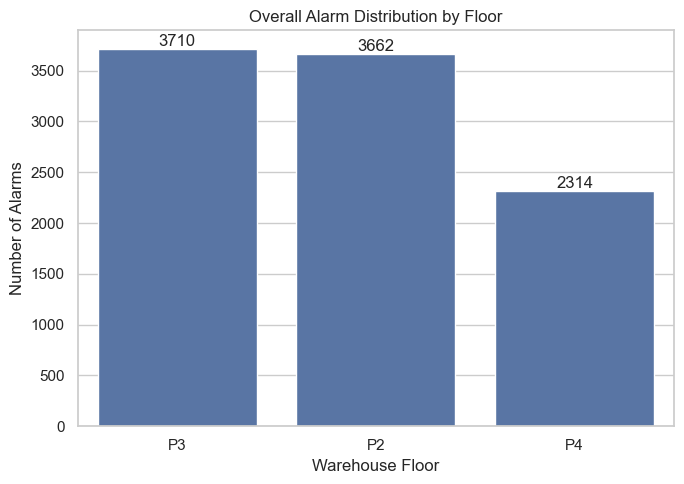 Overall Alarm Distribution by Floor
3710
3662
2314
3500
3000
2500
2000
1500
1000
500
0
Number of Alarms
P3
P2
P4
Warehouse Floor